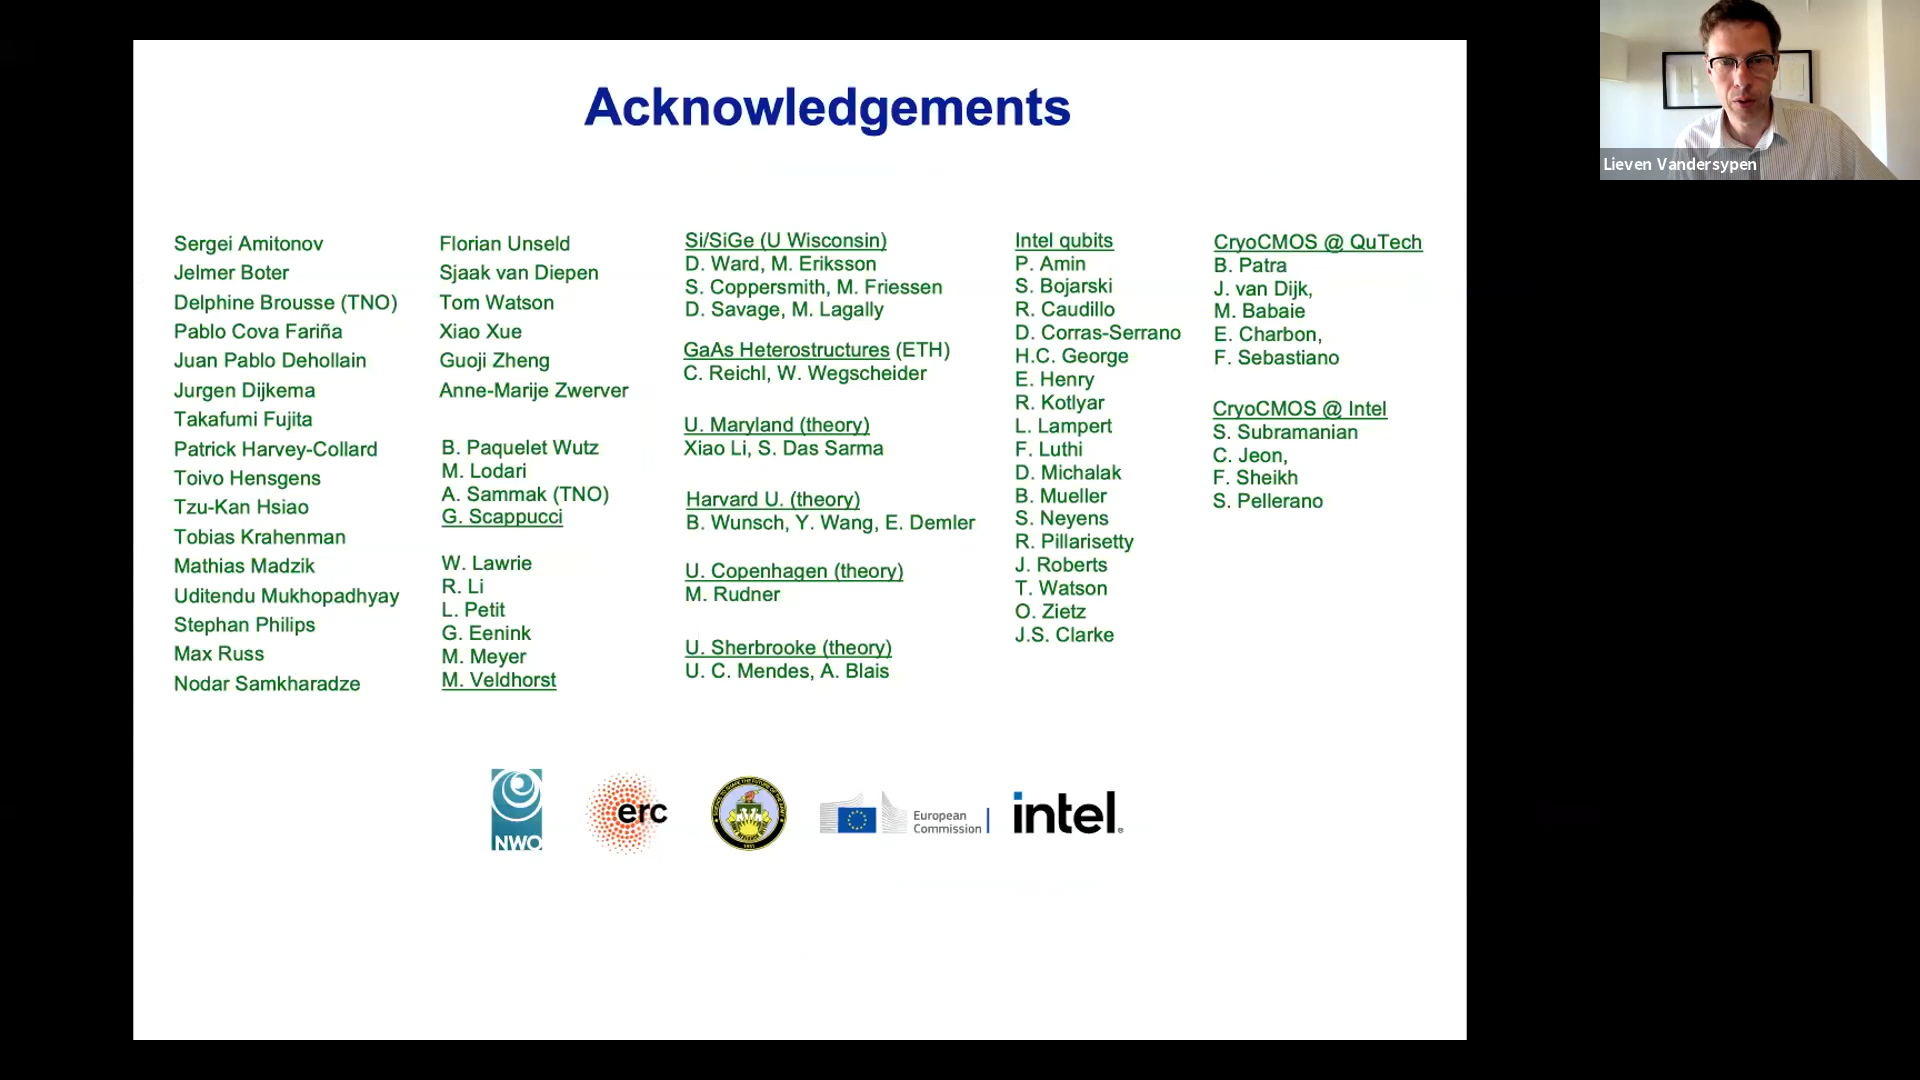 Acknowledgements
Sergei Amitonov
Jelmer Boter
Delphine Brousse (TNO)
Pablo Cova Fariña
Juan Pablo Dehollain
Jurgen Dijkema
Takafumi Fujita
Patrick Harvey-Collard
Toivo Hensgens
Tzu-Kan Hsiao
Tobias Krahenman
Mathias Madzik
Uditendu Mukhopadhyay
Stephan Philips
Max Russ
Nodar Samkharadze
Florian Unseld
Sjaak van Diepen
Tom Watson
Xiao Xue
Guoji Zheng
Anne-Marije Zwerver
B. Paquelet Wutz
M. Lodari
A. Sammak (TNO)
G. Scappucci
W. Lawrie
R. Li
L. Petit
G. Eenink
M. Meyer
M. Veldhorst
Si/SiGe (U Wisconsin)
D. Ward, M. Eriksson
S. Coppersmith, M. Friessen
D. Savage, M. Lagally
GaAs Heterostructures (ETH)
C. Reichl, W. Wegscheider
U. Maryland (theory)
Xiao Li, S. Das Sarma
Harvard U. (theory)
B. Wunsch, Y. Wang, E. Demler
U. Copenhagen (theory)
M. Rudner
U. Sherbrooke (theory)
U. C. Mendes, A. Blais
Intel qubits
P. Amin
S. Bojarski
R. Caudillo
D. Corras-Serrano
H.C. George
E. Henry
R. Kotlyar
L. Lampert
F. Luthi
D. Michalak
B. Mueller
S. Neyens
R. Pillarisetty
J. Roberts
T. Watson
O. Zietz
J.S. Clarke
CryoCMOS @ QuTech
B. Patra
J. van Dijk,
M. Babaie
E. Charbon,
F. Sebastiano
CryoCMOS @ Intel
S. Subramanian
C. Jeon,
F. Sheikh
S. Pellerano
NWO
erc
European
Commission
intel
Lieven Vandersypen